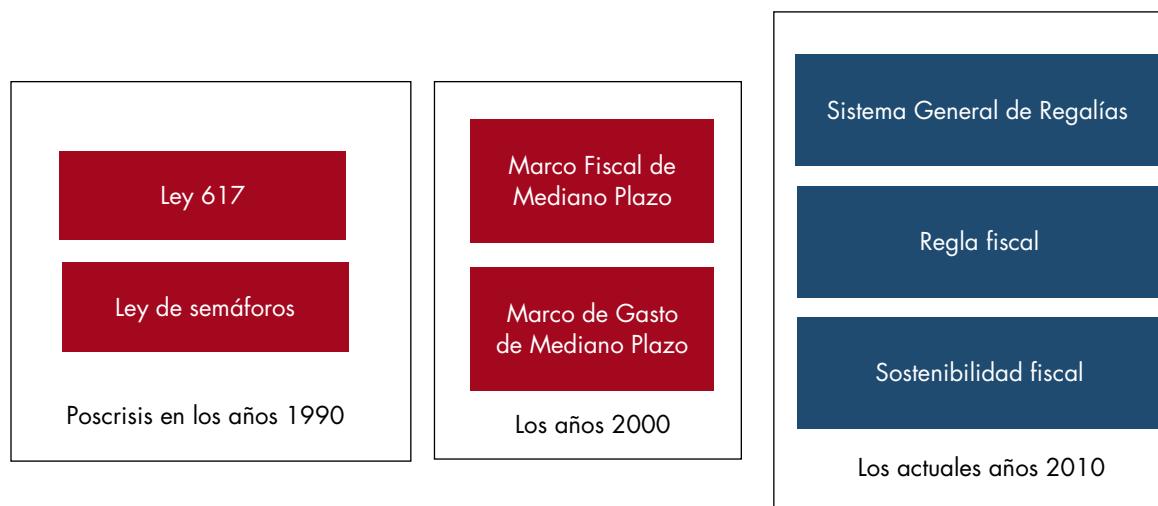 Ley 617
Ley de semáforos
Poscrisis en los años 1990
Marco Fiscal de
Mediano Plazo
Marco de Gasto
de Mediano Plazo
Los años 2000
Sistema General de Regalías
Regla fiscal
Sostenibilidad fiscal
Los actuales años 2010